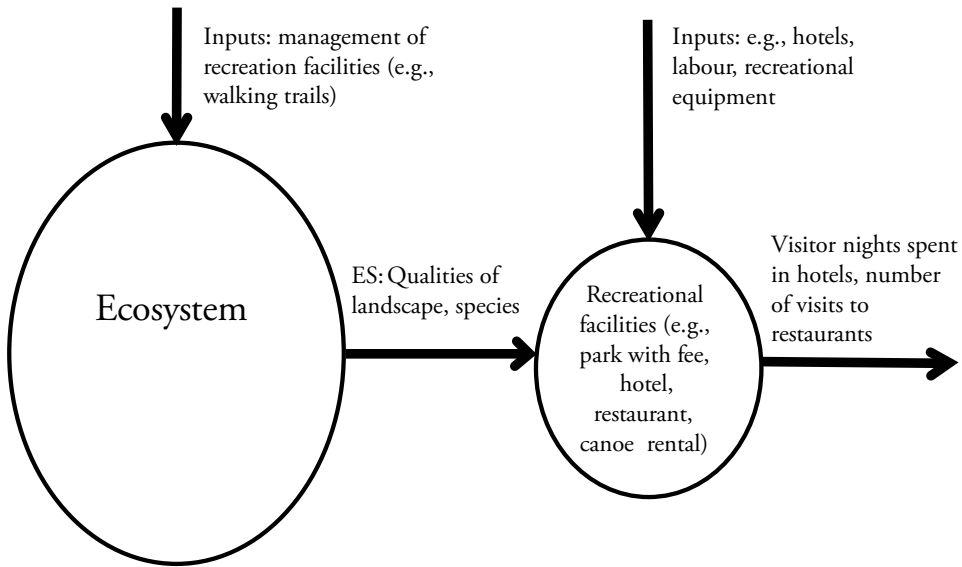 Inputs: management of
recreation facilities (e.g.,
walking trails)
Inputs: e.g., hotels,
labour, recreational
equipment
Ecosystem
ES: Qualities of
landscape, species
Recreational
facilities (e.g.,
park with fee,
hotel,
restaurant,
canoe rental)
Visitor nights spent
in hotels, number
of visits to
restaurants